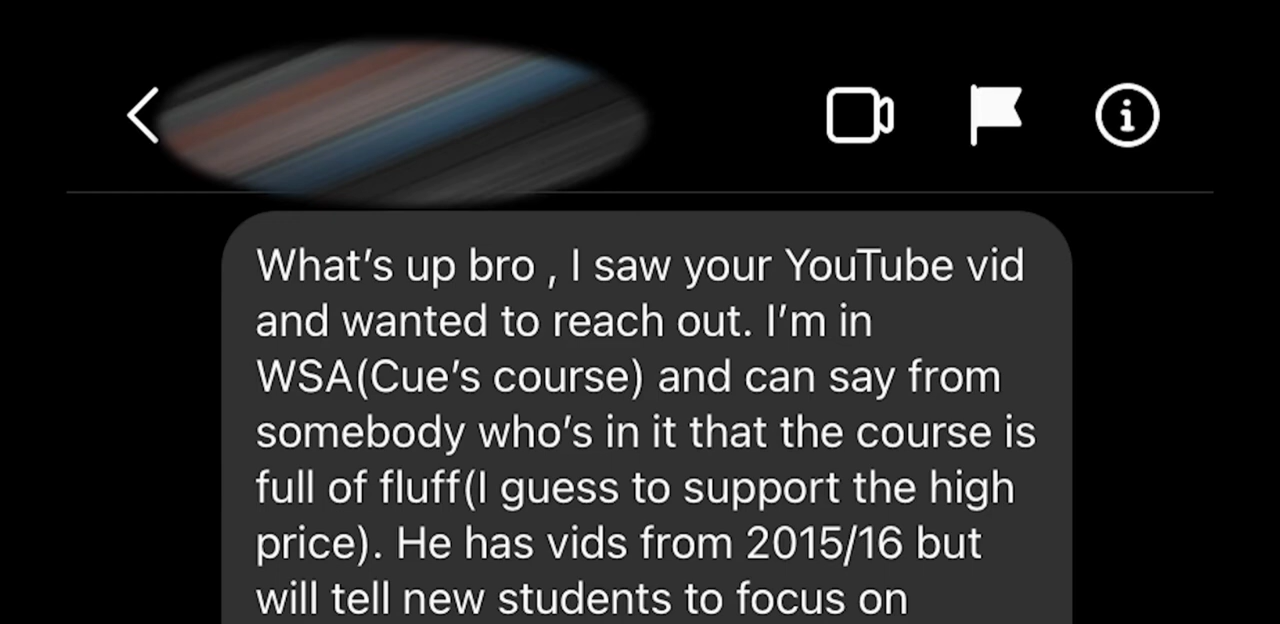 What’s up bro , I saw your YouTube vid
and wanted to reach out. I’m in
WSA(Cue’s course) and can say from
somebody who’s in it that the course is
full of fluff(I guess to support the high
price). He has vids from 2015/16 but
will tell new students to focus on